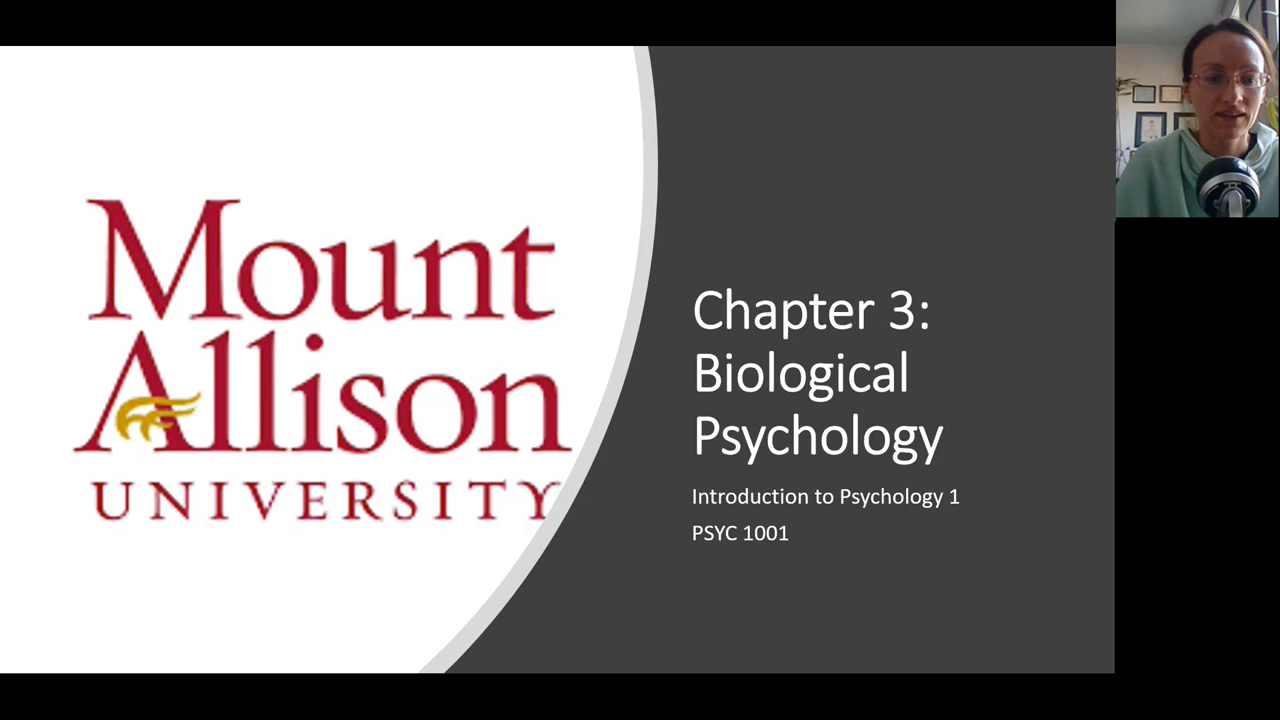 Mount
Allison
UNIVERSITY
Chapter 3:
Biological
Psychology
Introduction to Psychology 1
PSYC 1001